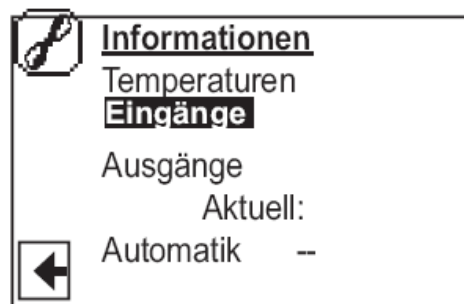 Informationen
Temperaturen
Eingänge
Ausgänge
Aktuell:
Automatik --